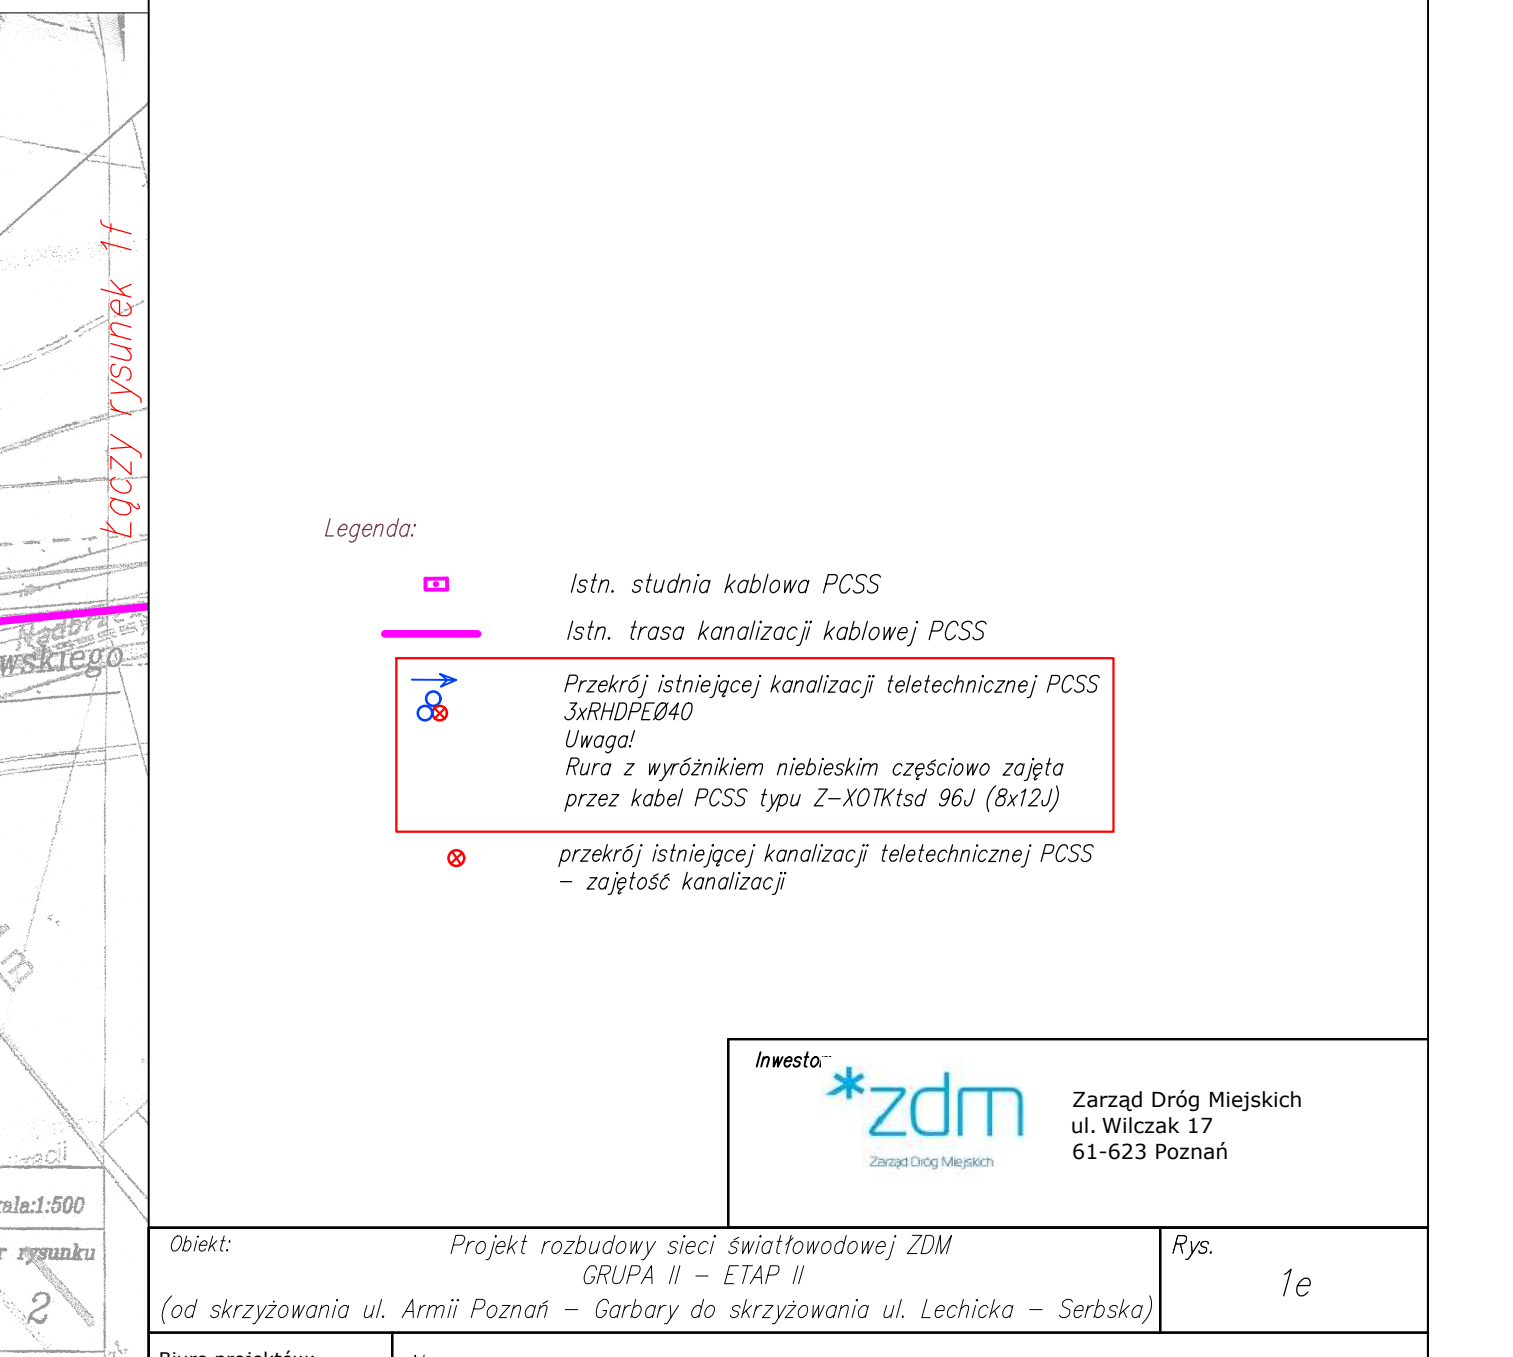 Łączy rysunek 1f
wskiego
Legenda:
Istn. studnia kablowa PCSS
Istn. trasa kanalizacji kablowej PCSS
Przekrój istniejącej kanalizacji teletechnicznej PCSS
3xRHDPEØ40
Uwaga!
Rura z wyróżnikiem niebieskim częściowo zajęta
przez kabel PCSS typu Z-XOTKtsd 96J (8x12J)
przekrój istniejącej kanalizacji teletechnicznej PCSS
- zajętość kanalizacji
Inwestor
*zdm
Zarząd Dróg Miejskich
Zarząd Dróg Miejskich
ul. Wilczak 17
61-623 Poznań
ala:1:500
r rysunku
2
Obiekt:
Projekt rozbudowy sieci światłowodowej ZDM
GRUPA II - ETAP II
(od skrzyżowania ul. Armii Poznań - Garbary do skrzyżowania ul. Lechicka - Serbska)
Rys.
1e
Biuro projektów: